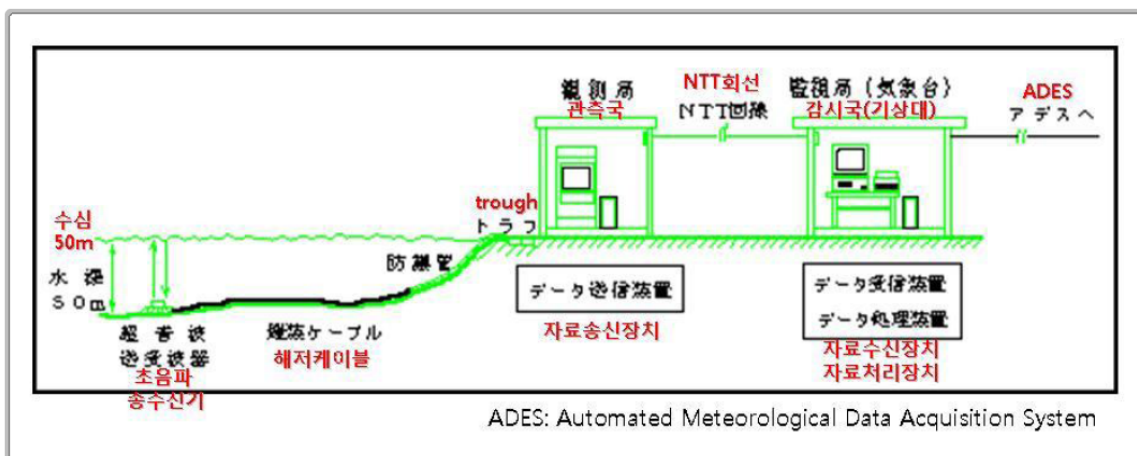 観測局
관측국
NTT회선
NTT回線
監視局(気象台)
감시국(기상대)
ADES
アデスへ
수심
50m
水深
50m
trough
トラフ
防護管
超音波
送受波器
초음파
송수신기
ケーブル
해저케이블
データ送信装置
자료송신장치
データ受信装置
データ処理装置
자료수신장치
자료처리장치
ADES: Automated Meteorological Data Acquisition System